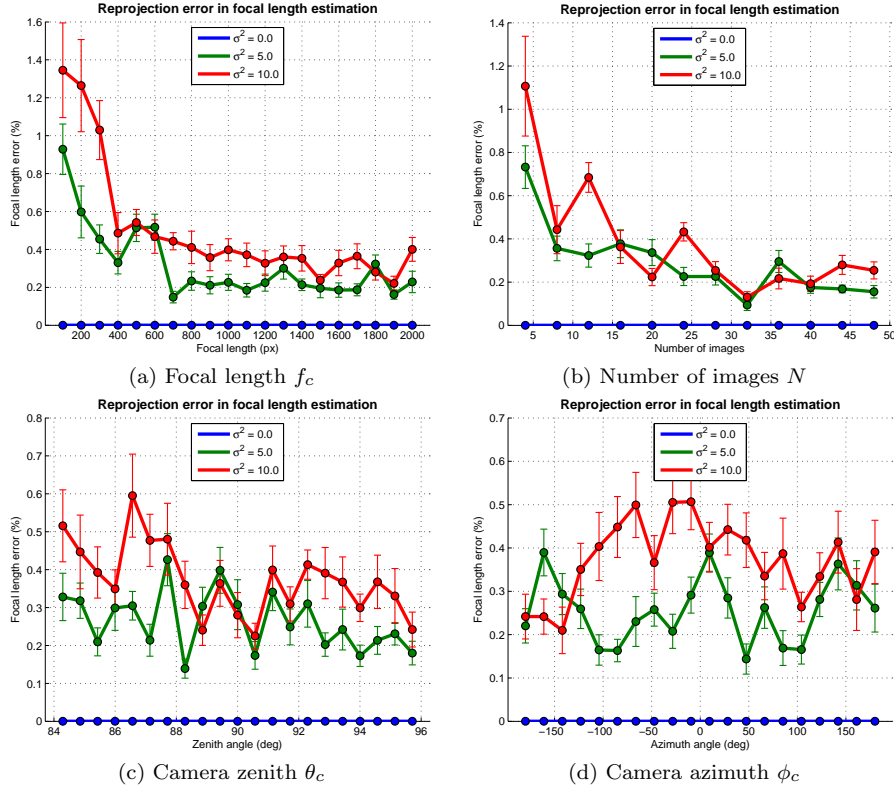 Reprojection error in focal length estimation
σ² = 0.0
σ² = 5.0
σ² = 10.0
Focal length error (%)
0 0.2 0.4 0.6 0.8 1 1.2 1.4 1.6
200 400 600 800 1000 1200 1400 1600 1800 2000
Focal length (px)
(a) Focal length f_c
Reprojection error in focal length estimation
σ² = 0.0
σ² = 5.0
σ² = 10.0
Focal length error (%)
0 0.2 0.4 0.6 0.8 1 1.2 1.4
5 10 15 20 25 30 35 40 45 50
Number of images
(b) Number of images N
Reprojection error in focal length estimation
σ² = 0.0
σ² = 5.0
σ² = 10.0
Focal length error (%)
0 0.1 0.2 0.3 0.4 0.5 0.6 0.7 0.8
84 86 88 90 92 94 96
Zenith angle (deg)
(c) Camera zenith θ_c
Reprojection error in focal length estimation
σ² = 0.0
σ² = 5.0
σ² = 10.0
Focal length error (%)
0 0.1 0.2 0.3 0.4 0.5 0.6 0.7
−150 −100 −50 0 50 100 150
Azimuth angle (deg)
(d) Camera azimuth ϕ_c